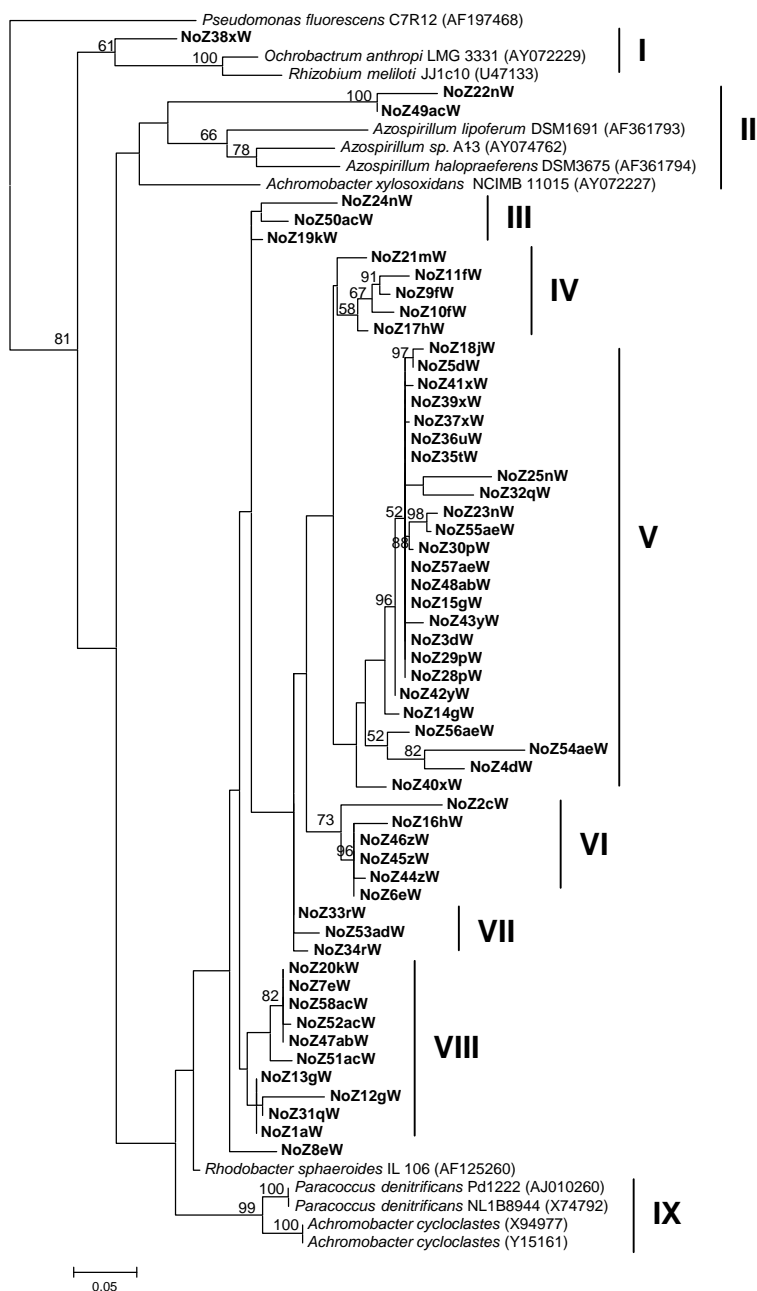 Pseudomonas fluorescens C7R12 (AF197468)
NoZ38xW
61
Ochrobactrum anthropi LMG 3331 (AY072229)
100
Rhizobium meliloti JJ1c10 (U47133)
I
NoZ22nW
100
NoZ49acW
Azospirillum lipoferum DSM1691 (AF361793)
66
Azospirillum sp. A13 (AY074762)
78
Azospirillum halopraeferens DSM3675 (AF361794)
Achromobacter xylosoxidans NCIMB 11015 (AY072227)
II
NoZ24nW
NoZ50acW
NoZ19kW
III
NoZ21mW
91
NoZ11fW
67
NoZ9fW
58
NoZ10fW
NoZ17hW
IV
81
97
NoZ18jW
NoZ5dW
NoZ41xW
NoZ39xW
NoZ37xW
NoZ36uW
NoZ35tW
NoZ25nW
NoZ32qW
52
98
NoZ23nW
NoZ55aeW
88
NoZ30pW
NoZ57aeW
NoZ48abW
96
NoZ15gW
NoZ43yW
NoZ3dW
NoZ29pW
NoZ28pW
NoZ42yW
NoZ14gW
52
NoZ56aeW
82
NoZ54aeW
NoZ4dW
NoZ40xW
V
NoZ2cW
73
NoZ16hW
NoZ46zW
96
NoZ45zW
NoZ44zW
NoZ6eW
VI
NoZ33rW
NoZ53adW
NoZ34rW
VII
NoZ20kW
NoZ7eW
82
NoZ58acW
NoZ52acW
NoZ47abW
NoZ51acW
NoZ13gW
NoZ12gW
NoZ31qW
NoZ1aW
VIII
NoZ8eW
Rhodobacter sphaeroides IL 106 (AF125260)
100
Paracoccus denitrificans Pd1222 (AJ010260)
99
Paracoccus denitrificans NL1B8944 (X74792)
100
Achromobacter cycloclastes (X94977)
Achromobacter cycloclastes (Y15161)
IX
0.05